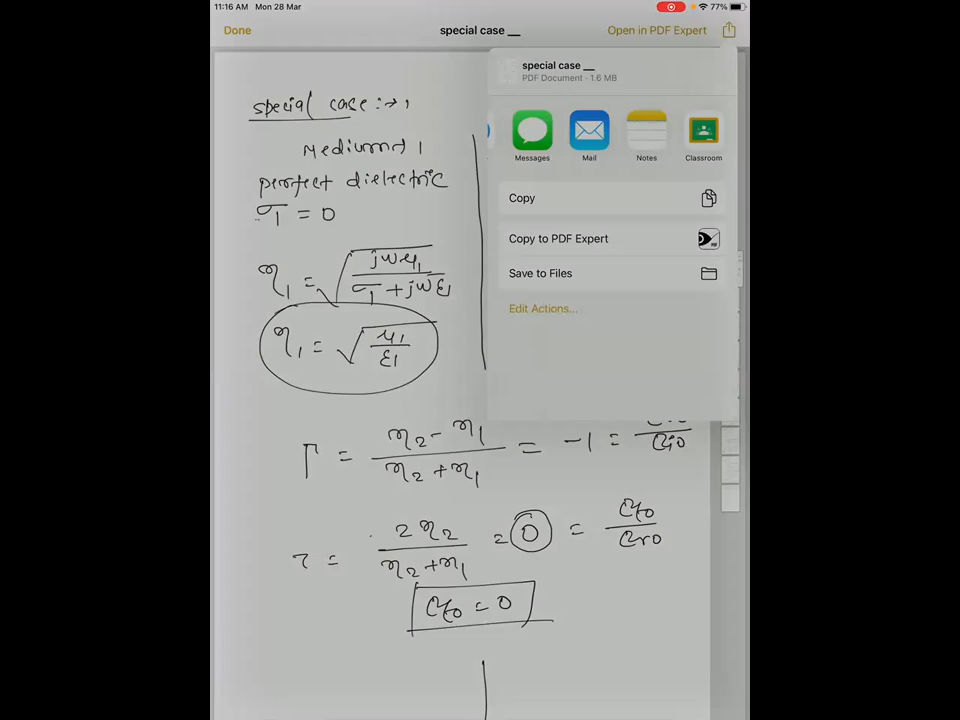 11:16 AM Mon 28 Mar
77%
Done
special case __
Open in PDF Expert
special case __
PDF Document · 1.6 MB
Messages
Mail
Notes
Classroom
Copy
Copy to PDF Expert
Save to Files
Edit Actions...
special case :→ 1
Medium → 1
perfect dielectric
σ1 = 0
η1 = √(jωμ1 / σ1 + jωε1)
η1 = √(μ1 / ε1)
Γ = η2 - η1 / η2 + η1 = -1 =
τ = 2η2 / η2 + η1 = 0 =
= 0